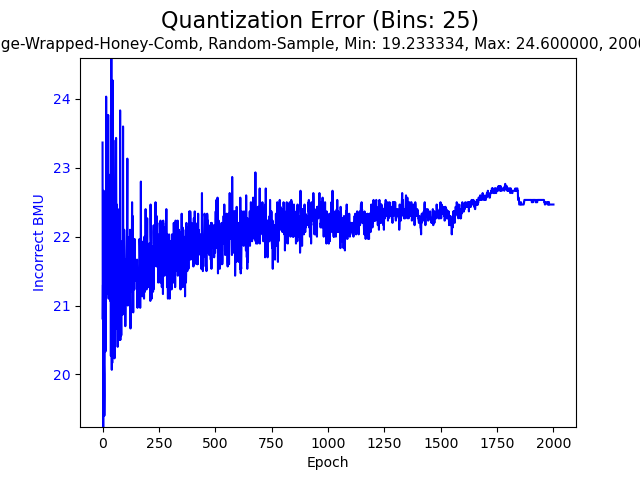 Quantization Error (Bins: 25)
ge-Wrapped-Honey-Comb, Random-Sample, Min: 19.233334, Max: 24.600000, 200
24
23
22
21
20
Incorrect BMU
0 250 500 750 1000 1250 1500 1750 2000
Epoch